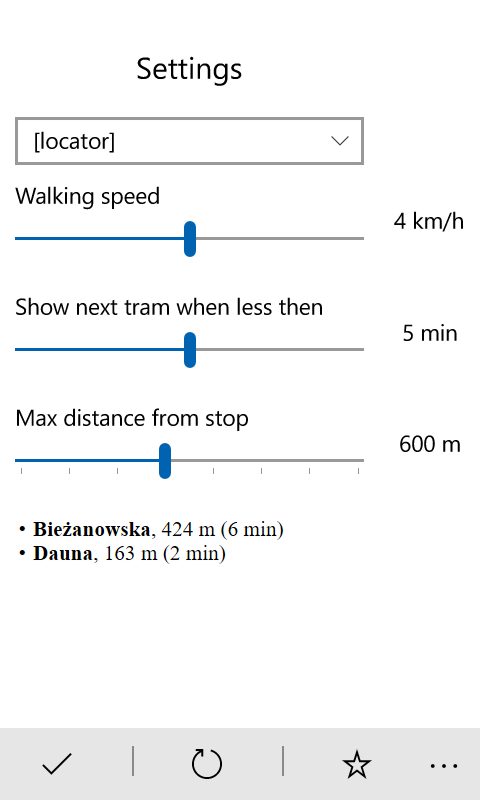 Settings
[locator]
Walking speed
4 km/h
Show next tram when less then
5 min
Max distance from stop
600 m
• Bieżanowska, 424 m (6 min)
• Dauna, 163 m (2 min)